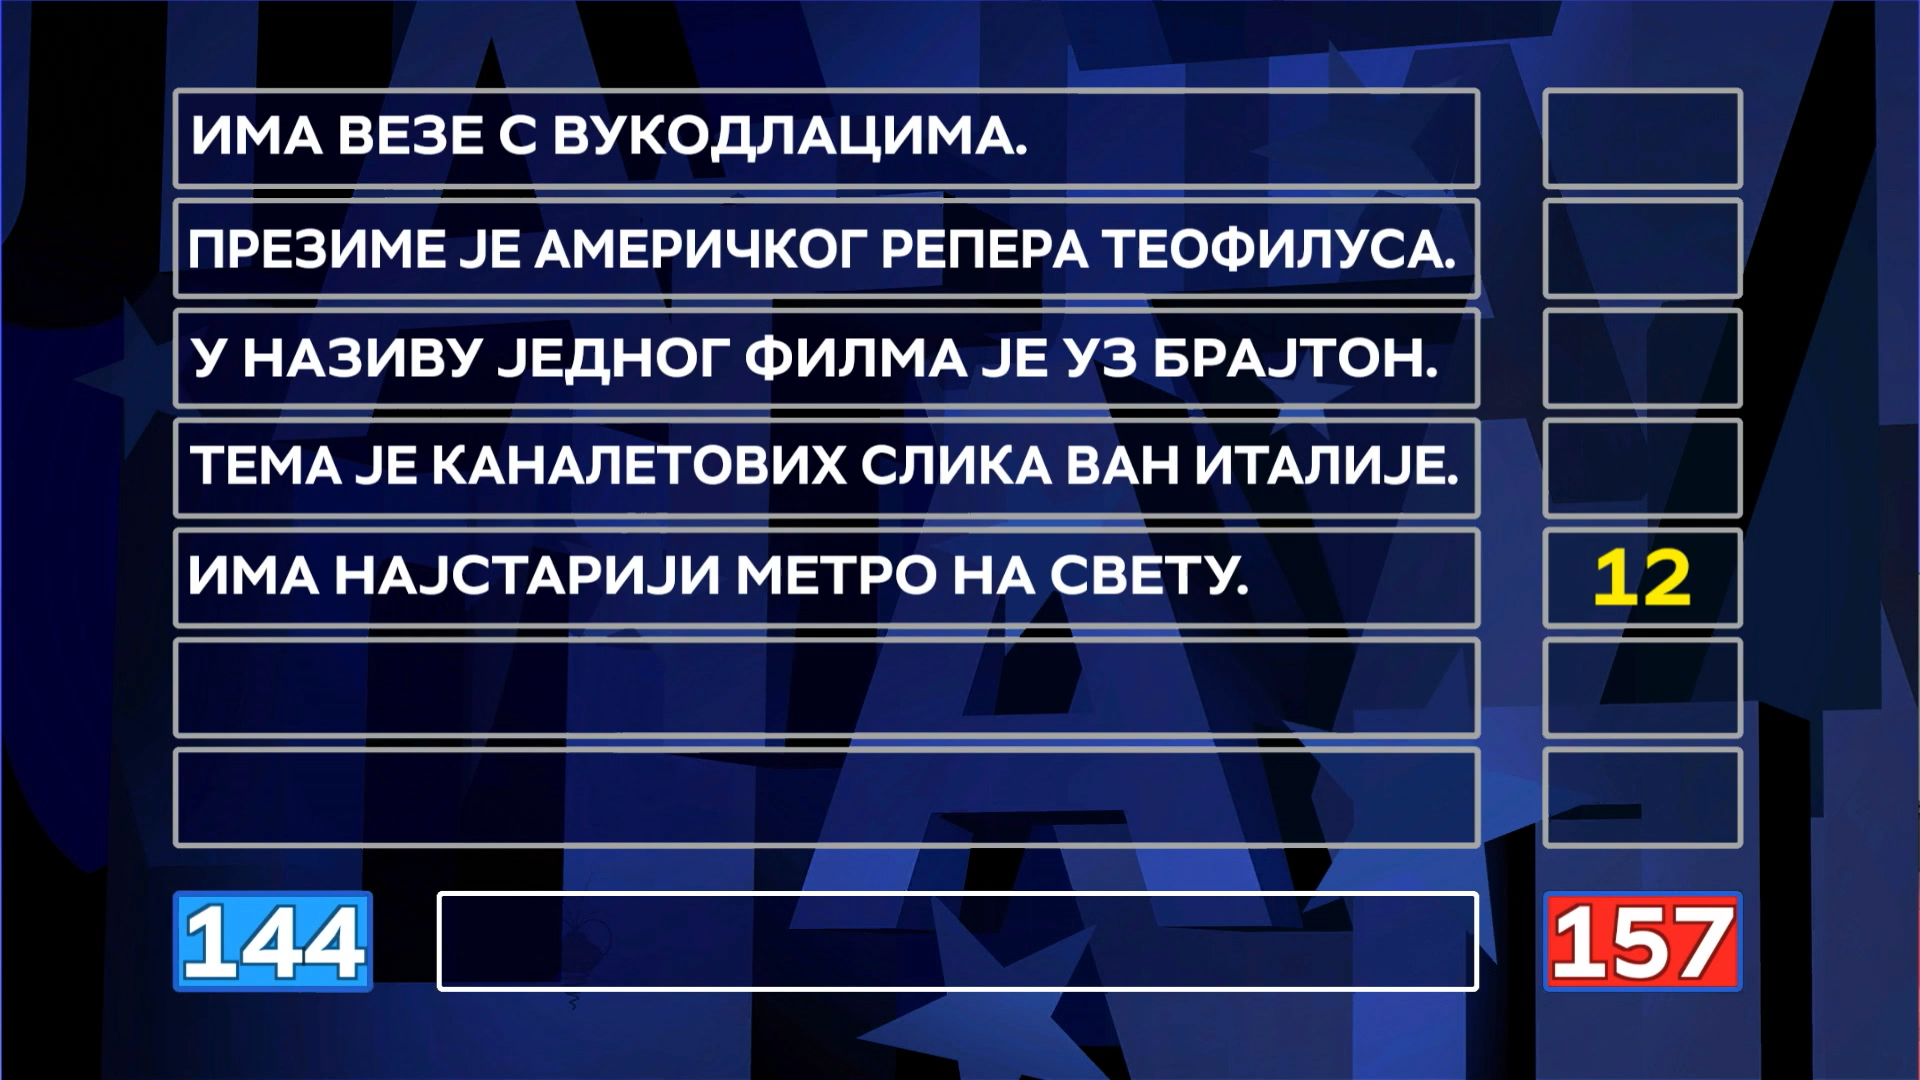 ИМА ВЕЗЕ С ВУКОДЛАЦИМА.
ПРЕЗИМЕ ЈЕ АМЕРИЧКОГ РЕПЕРА ТЕОФИЛУСА.
У НАЗИВУ ЈЕДНОГ ФИЛМА ЈЕ УЗ БРАЈТОН.
ТЕМА ЈЕ КАНАЛЕТОВИХ СЛИКА ВАН ИТАЛИЈЕ.
ИМА НАЈСТАРИЈИ МЕТРО НА СВЕТУ. 12
144 157